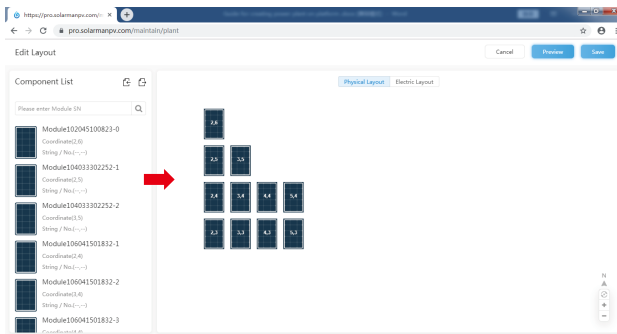 https://pro.solarmanpv.com/
pro.solarmanpv.com/maintain/plant
Edit Layout
Cancel
Preview
Save
Component List
Physical Layout
Electric Layout
Please enter Module SN
Module102045100823-0
Coordinate(2,6)
String / No.(--,--)
Module104033302252-1
Coordinate(2,5)
String / No.(--,--)
Module104033302252-2
Coordinate(3,5)
String / No.(--,--)
Module106041501832-1
Coordinate(2,4)
String / No.(--,--)
Module106041501832-2
Coordinate(3,4)
String / No.(--,--)
Module106041501832-3
2,6
2,5 3,5
2,4 3,4 4,4 5,4
2,3 3,3 4,3 5,3
N